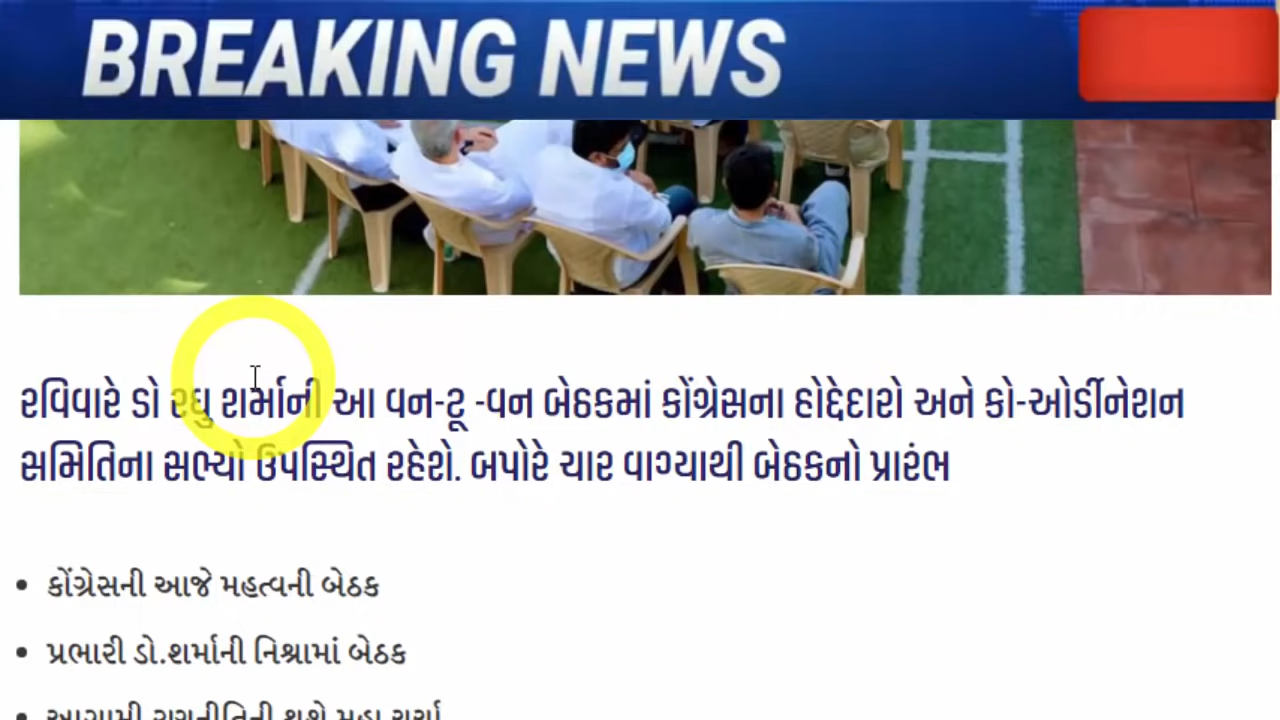 BREAKING NEWS
રવિવારે ડો રઘુ શર્માની આ વન-ટૂ -વન બેઠકમાં કોંગ્રેસના હોદ્દેદારો અને કો-ઓર્ડીનેશન
સમિતિના સભ્યો ઉપસ્થિત રહેશે. બપોરે ચાર વાગ્યાથી બેઠકનો પ્રારંભ
• કોંગ્રેસની આજે મહત્વની બેઠક
• પ્રભારી ડો.શર્માની નિશ્રામાં બેઠક